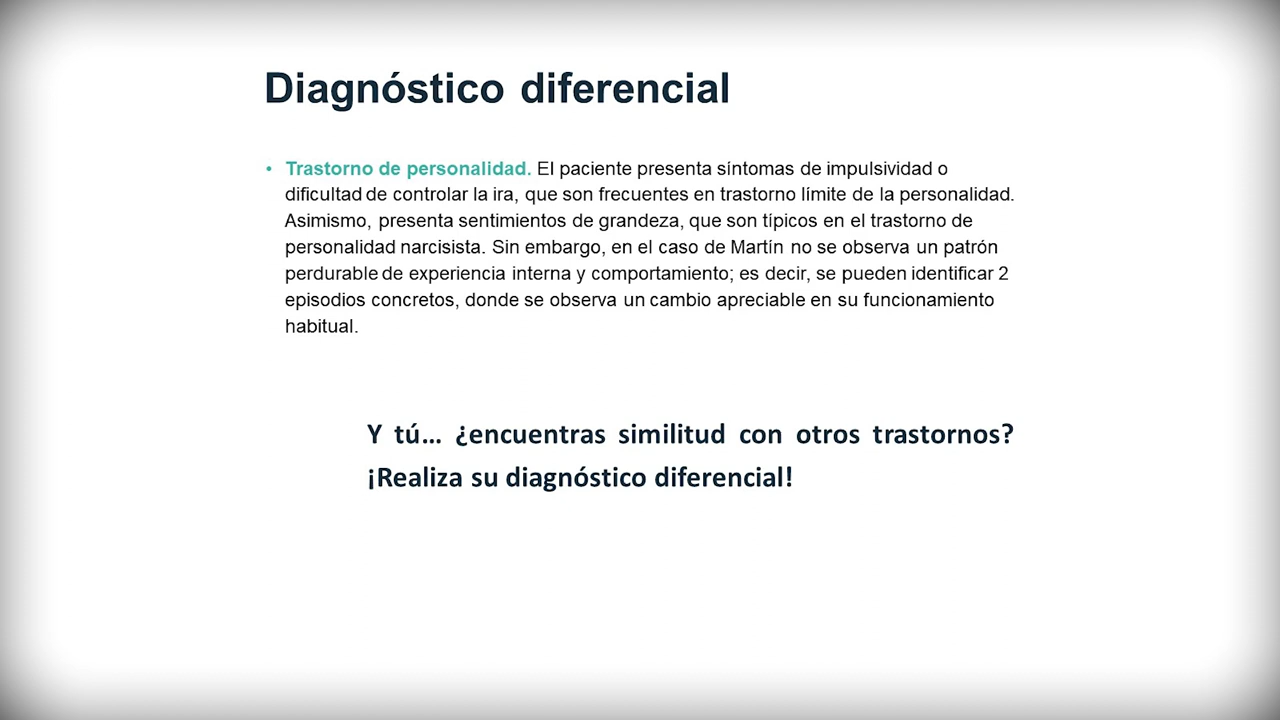 Diagnóstico diferencial
• Trastorno de personalidad. El paciente presenta síntomas de impulsividad o
dificultad de controlar la ira, que son frecuentes en trastorno límite de la personalidad.
Asimismo, presenta sentimientos de grandeza, que son típicos en el trastorno de
personalidad narcisista. Sin embargo, en el caso de Martín no se observa un patrón
perdurable de experiencia interna y comportamiento; es decir, se pueden identificar 2
episodios concretos, donde se observa un cambio apreciable en su funcionamiento
habitual.
Y tú… ¿encuentras similitud con otros trastornos?
¡Realiza su diagnóstico diferencial!